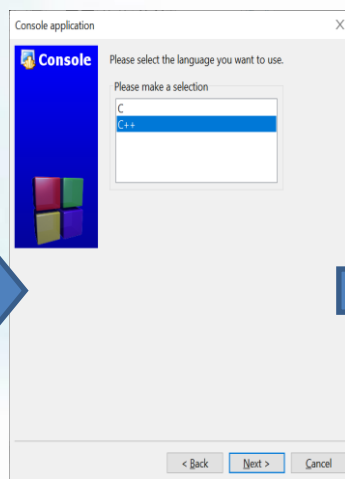 Console application
Console
Please select the language you want to use.
Please make a selection
C
C++
< Back
Next >
Cancel